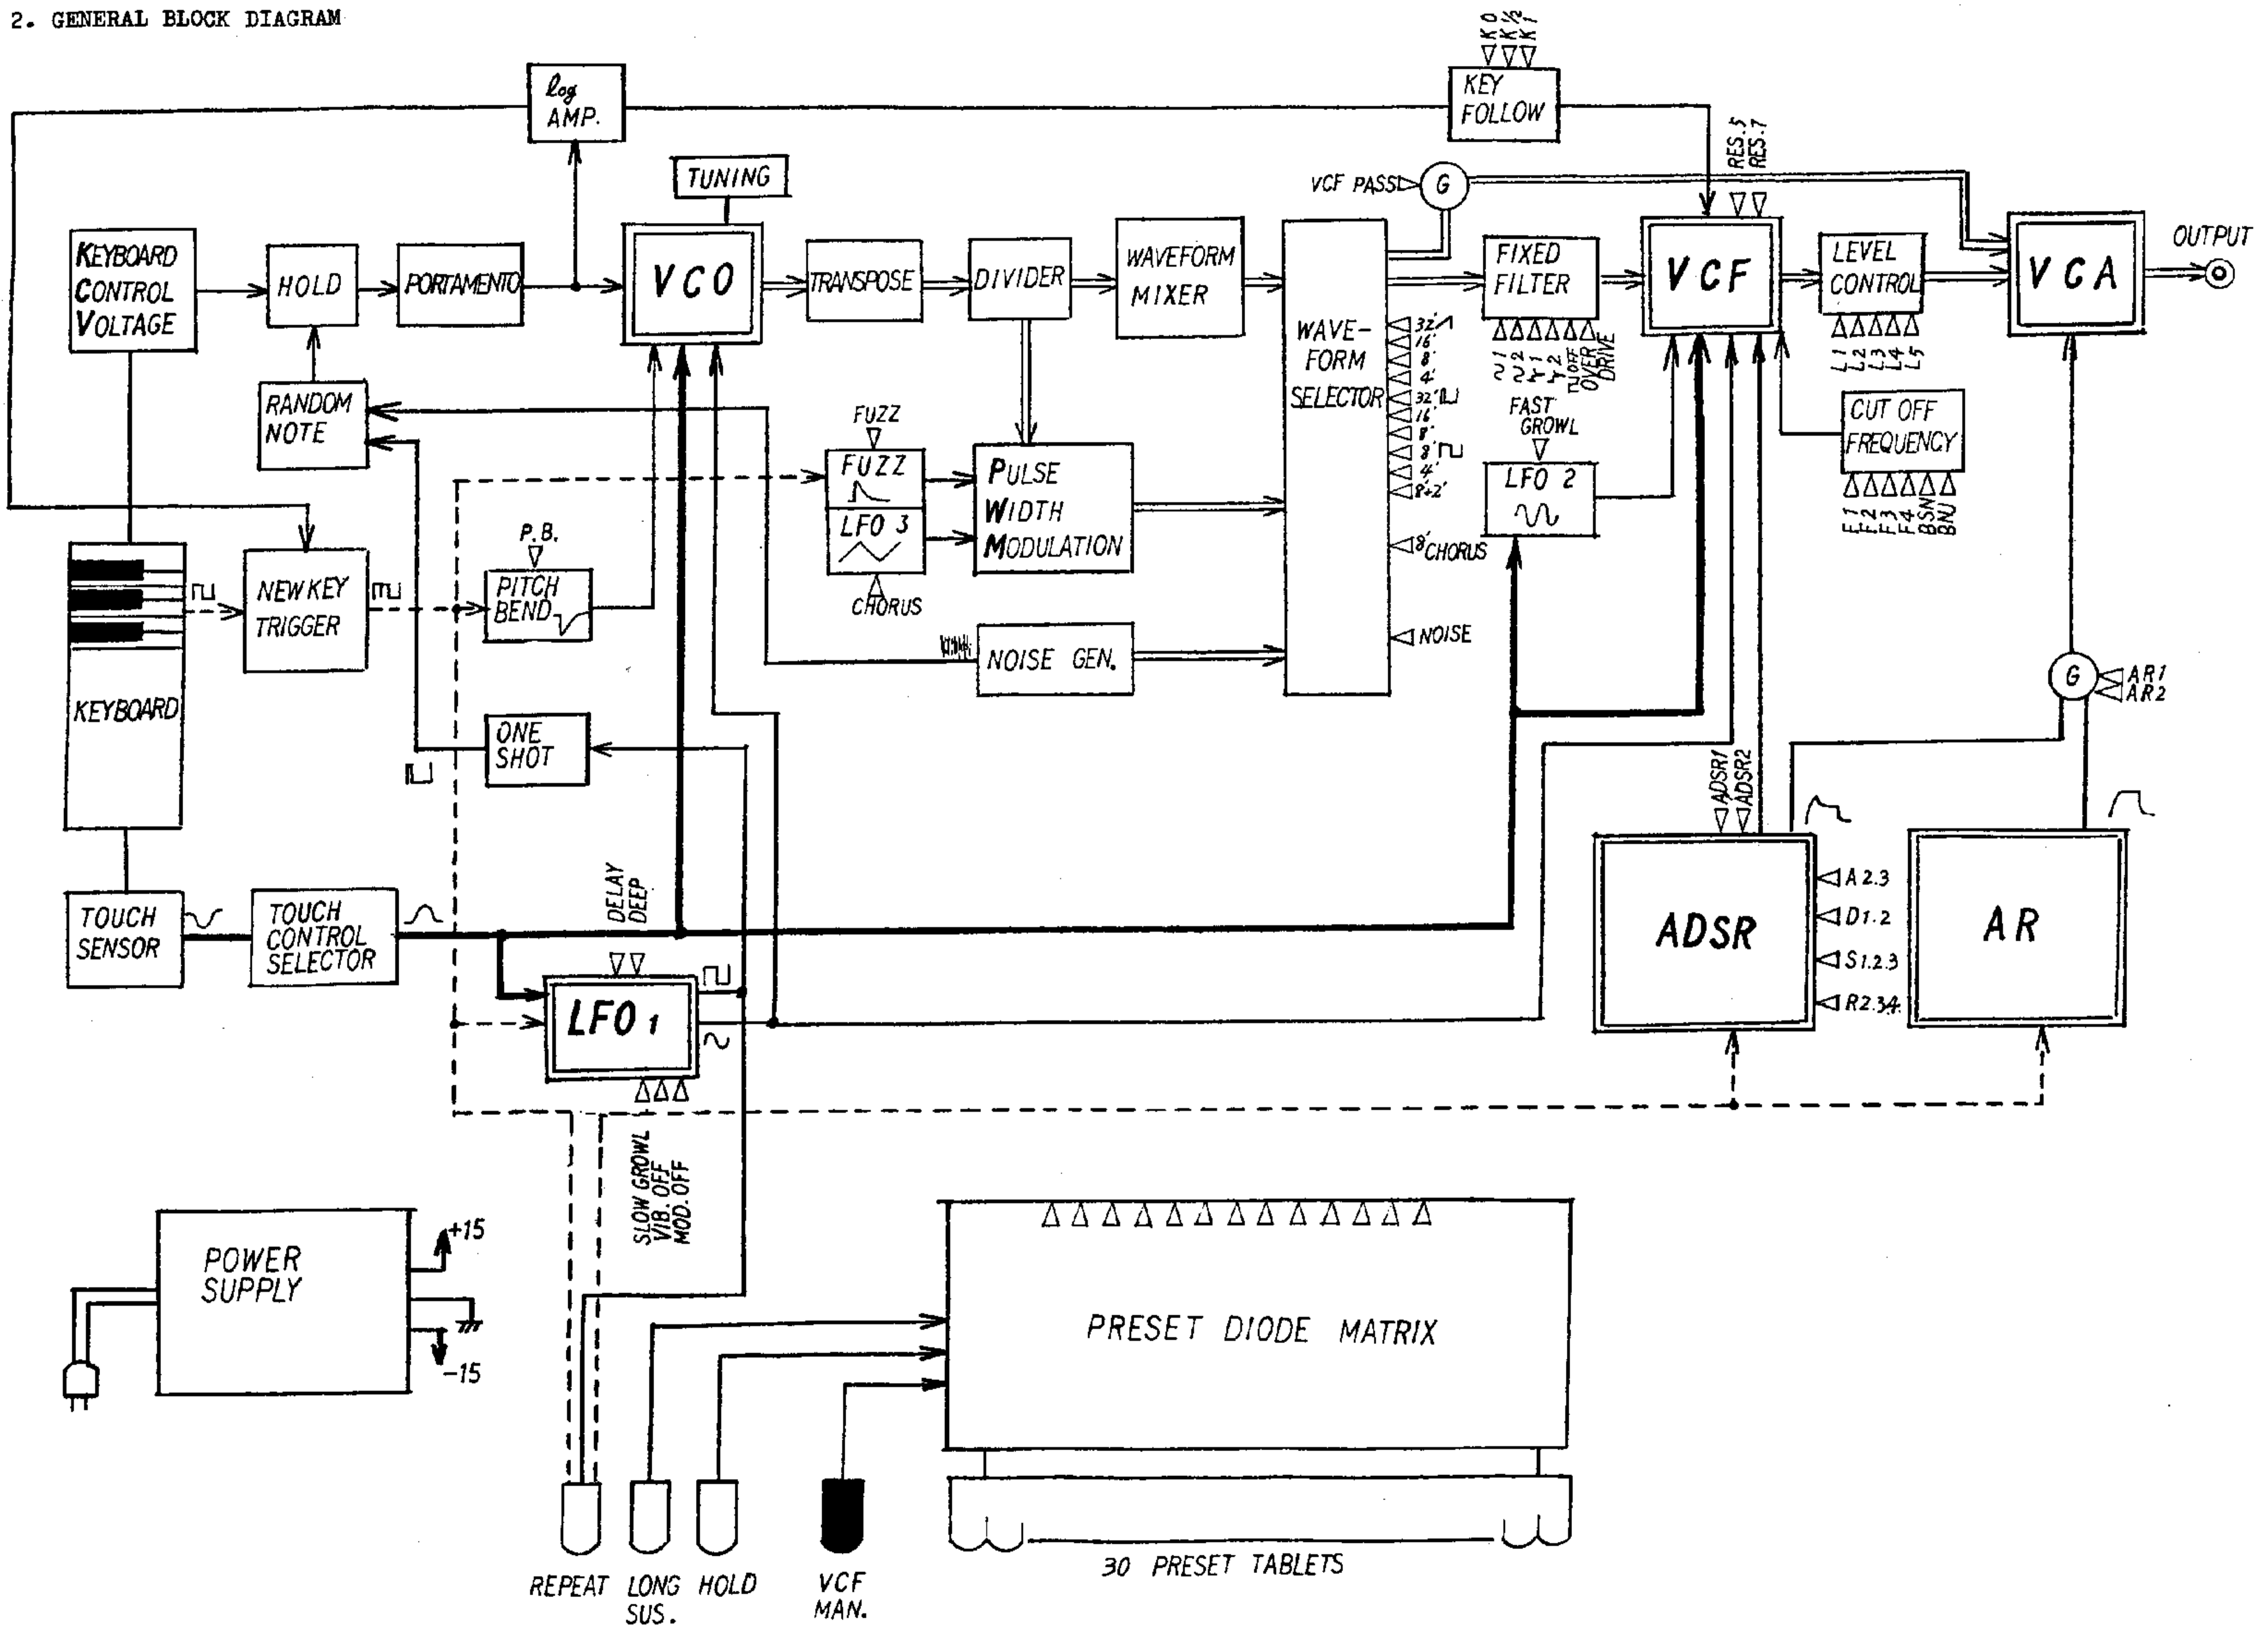 2. GENERAL BLOCK DIAGRAM
K 0
K ½
K 1
log
AMP.
KEY
FOLLOW
RES.5
RES.7
TUNING
VCF PASS
G
KEYBOARD
CONTROL
VOLTAGE
HOLD
PORTAMENTO
VCO
TRANSPOSE
DIVIDER
WAVEFORM
MIXER
WAVE-
FORM
SELECTOR
FIXED
FILTER
VCF
LEVEL
CONTROL
VCA
OUTPUT
32'
16'
8'
4'
32'
16'
8'
8'
4'
8'+2'
8' CHORUS
NOISE
OVER
DRIVE
L1
L2
L3
L4
L5
RANDOM
NOTE
FUZZ
FUZZ
LFO 3
CHORUS
PULSE
WIDTH
MODULATION
FAST
GROWL
LFO 2
CUT OFF
FREQUENCY
F1
F2
F3
F4
BSN
BNJ
P.B.
PITCH
BEND
NEW KEY
TRIGGER
KEYBOARD
NOISE GEN.
G
AR1
AR2
ONE
SHOT
ADSR1
ADSR2
DELAY
DEEP
TOUCH
SENSOR
TOUCH
CONTROL
SELECTOR
LFO 1
ADSR
A2.3
D1.2
S1.2.3
R2.3.4.
AR
SLOW GROWL
VIB. OFF
MOD. OFF
POWER
SUPPLY
+15
-15
PRESET DIODE MATRIX
30 PRESET TABLETS
REPEAT
LONG
SUS.
HOLD
VCF
MAN.